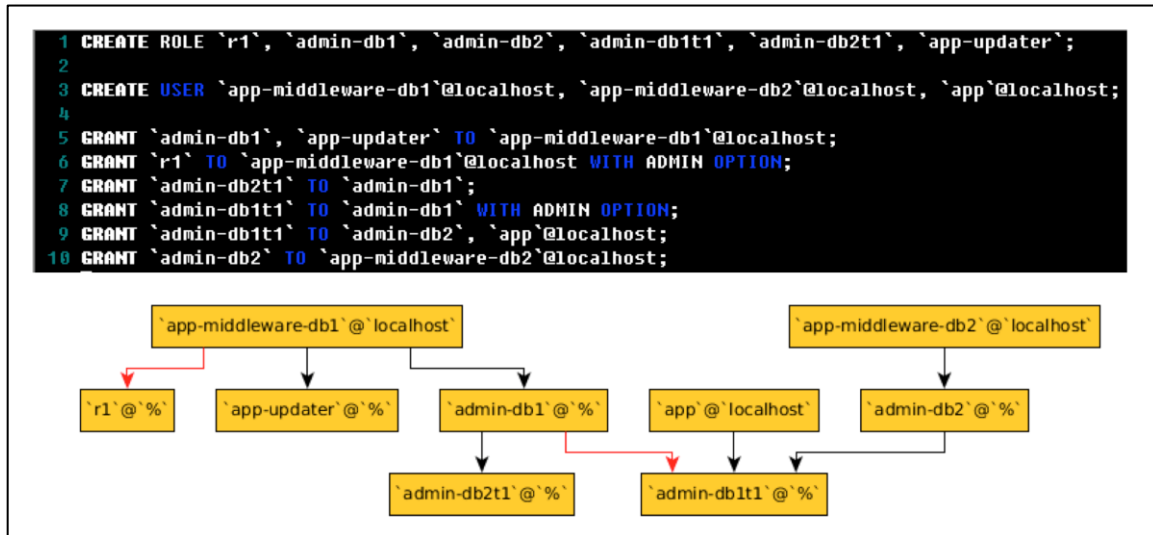 1 CREATE ROLE `r1`, `admin-db1`, `admin-db2`, `admin-db1t1`, `admin-db2t1`, `app-updater`;
2
3 CREATE USER `app-middleware-db1`@localhost, `app-middleware-db2`@localhost, `app`@localhost;
4
5 GRANT `admin-db1`, `app-updater` TO `app-middleware-db1`@localhost;
6 GRANT `r1` TO `app-middleware-db1`@localhost WITH ADMIN OPTION;
7 GRANT `admin-db2t1` TO `admin-db1`;
8 GRANT `admin-db1t1` TO `admin-db1` WITH ADMIN OPTION;
9 GRANT `admin-db1t1` TO `admin-db2`, `app`@localhost;
10 GRANT `admin-db2` TO `app-middleware-db2`@localhost;
`app-middleware-db1`@`localhost` `app-middleware-db2`@`localhost`
`r1`@`%` `app-updater`@`%` `admin-db1`@`%` `app`@`localhost` `admin-db2`@`%`
`admin-db2t1`@`%` `admin-db1t1`@`%`